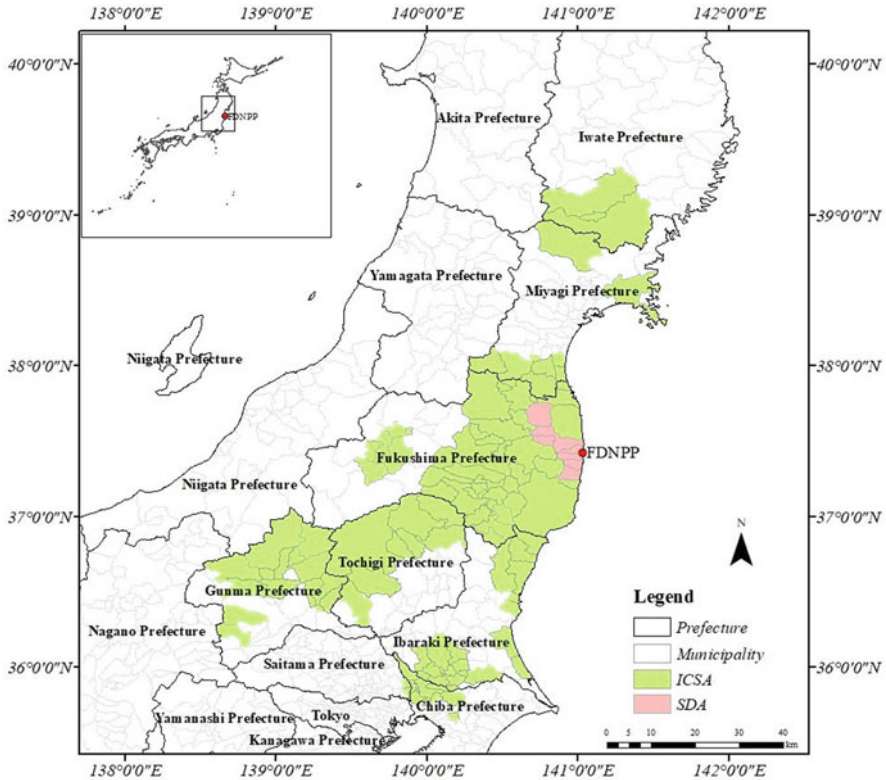 138°0'0"E 139°0'0"E 140°0'0"E 141°0'0"E 142°0'0"E
40°0'0"N 40°0'0"N
FDNPP
Akita Prefecture
Iwate Prefecture
39°0'0"N 39°0'0"N
Yamagata Prefecture
Miyagi Prefecture
Niigata Prefecture
38°0'0"N 38°0'0"N
FDNPP
Fukushima Prefecture
Niigata Prefecture
37°0'0"N 37°0'0"N
N
Tochigi Prefecture
Gunma Prefecture
Legend
Prefecture
Nagano Prefecture
Ibaraki Prefecture
Municipality
Saitama Prefecture
36°0'0"N 36°0'0"N
ICSA
SDA
Chiba Prefecture
Yamanashi Prefecture
Tokyo
Kanagawa Prefecture
0 5 10 20 30 40
km
138°0'0"E 139°0'0"E 140°0'0"E 141°0'0"E 142°0'0"E